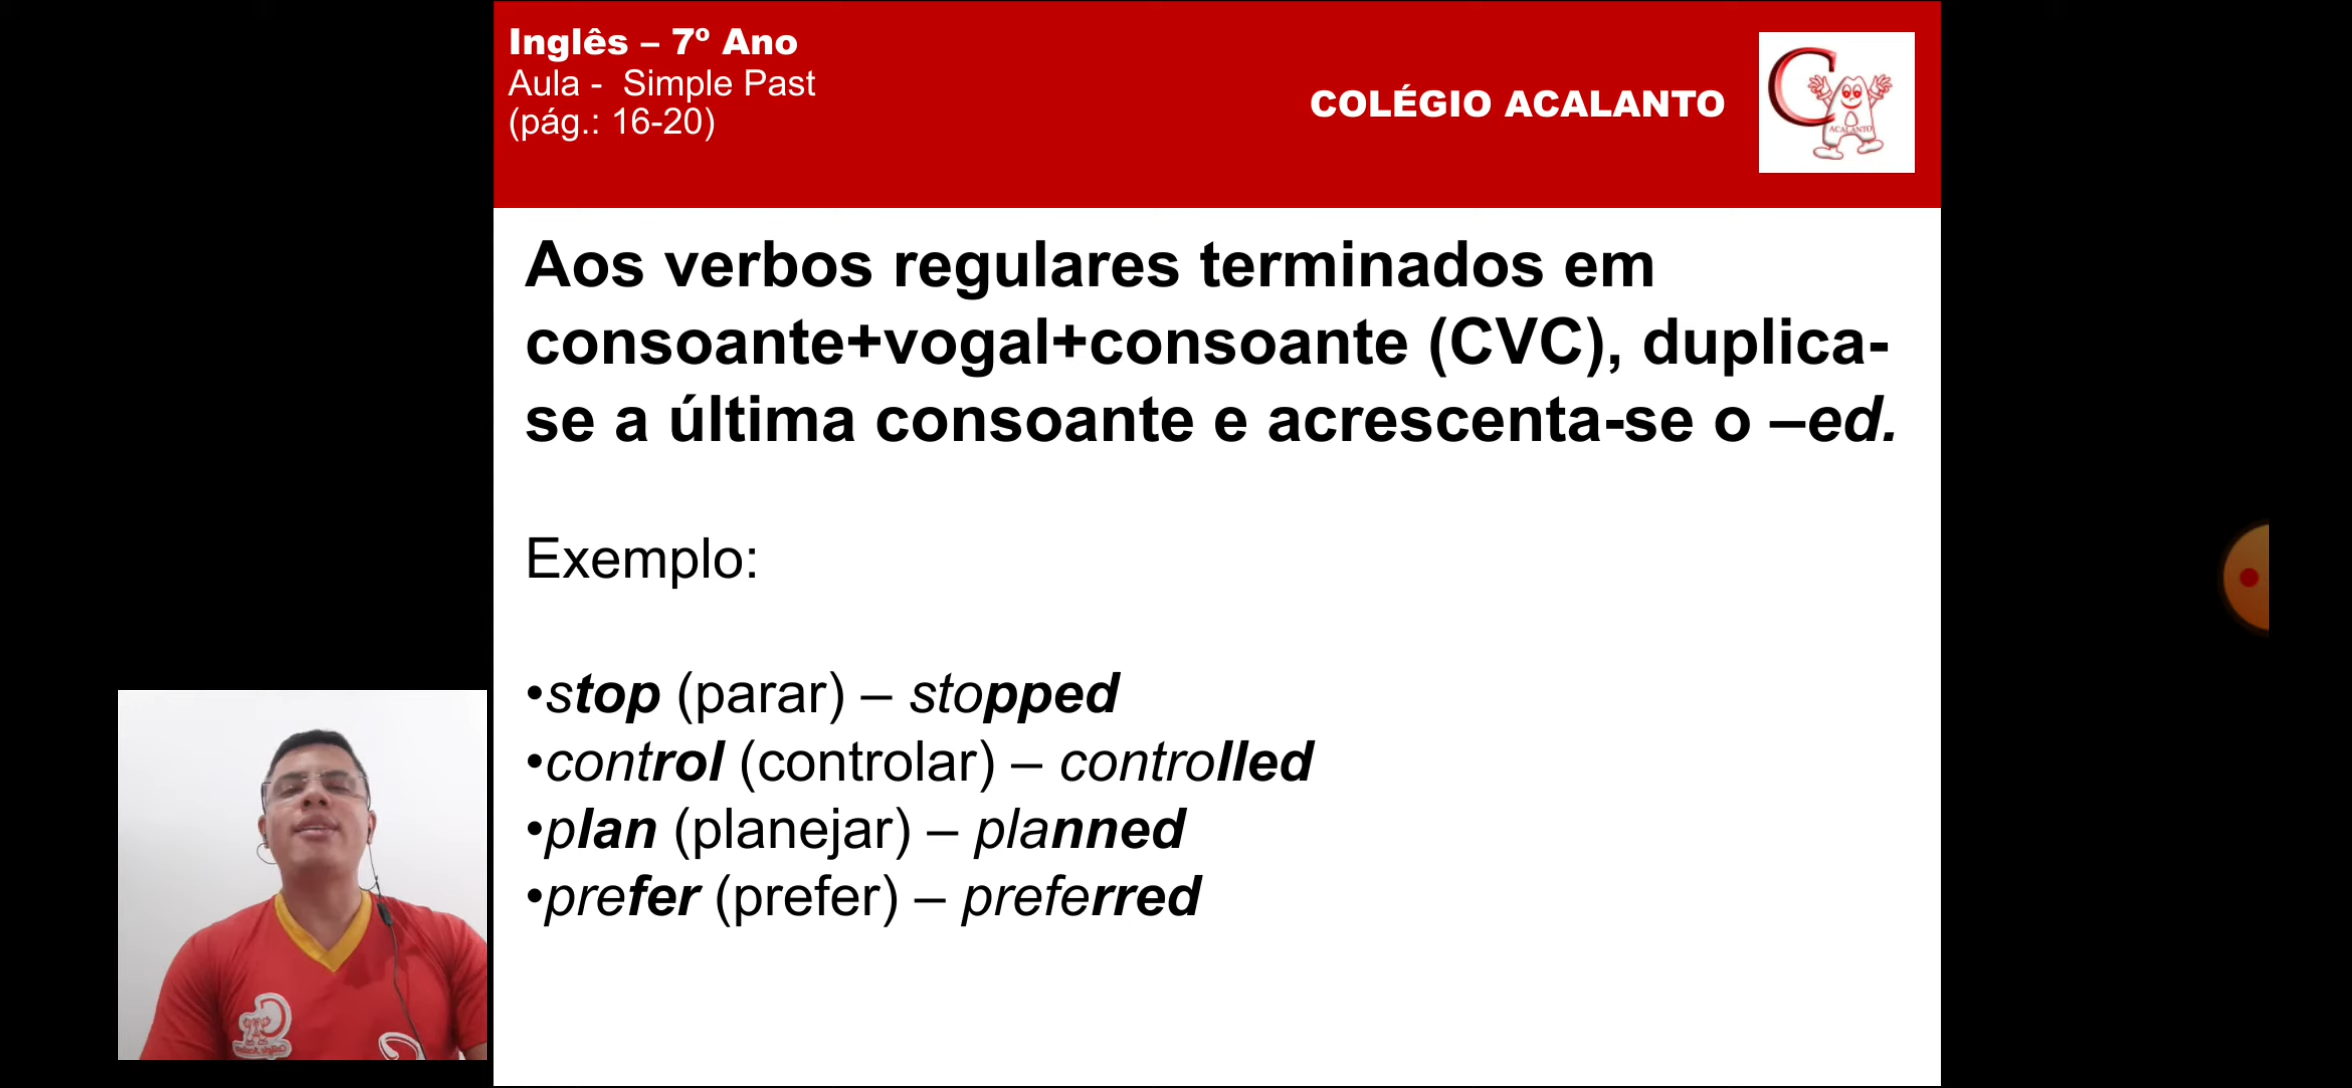 Inglês – 7º Ano
Aula -  Simple Past
(pág.: 16-20)
COLÉGIO ACALANTO
ACALANTO
Aos verbos regulares terminados em
consoante+vogal+consoante (CVC), duplica-
se a última consoante e acrescenta-se o –ed.
Exemplo:
•stop (parar) – stopped
•control (controlar) – controlled
•plan (planejar) – planned
•prefer (prefer) – preferred